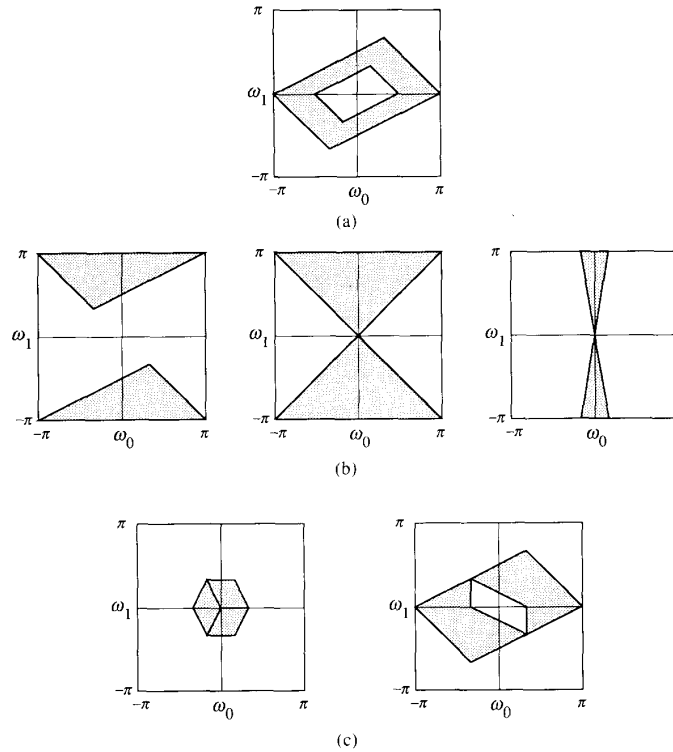 π
ω1
−π
−π ω0 π
(a)
π π π
ω1 ω1 ω1
−π −π −π
−π ω0 π −π ω0 π −π ω0
(b)
π π
ω1 ω1
−π −π
−π ω0 π −π ω0 π
(c)